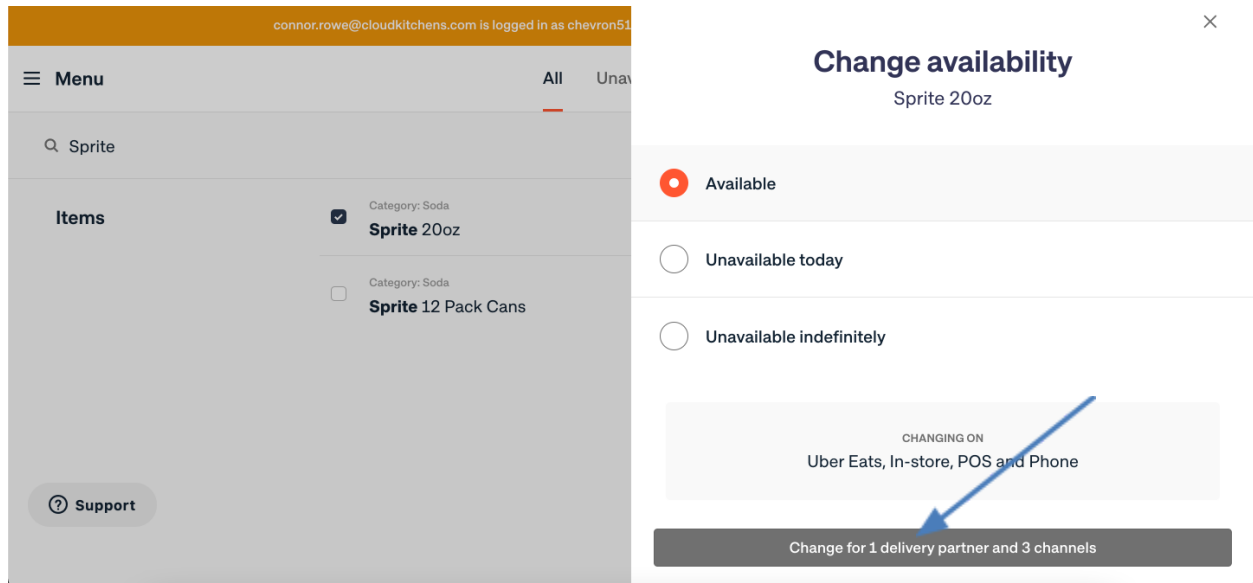 connor.rowe@cloudkitchens.com is logged in as chevron51
Menu
All
Sprite
Items
Category: Soda
Sprite 20oz
Category: Soda
Sprite 12 Pack Cans
Support
Change availability
Sprite 20oz
Available
Unavailable today
Unavailable indefinitely
CHANGING ON
Uber Eats, In-store, POS and Phone
Change for 1 delivery partner and 3 channels